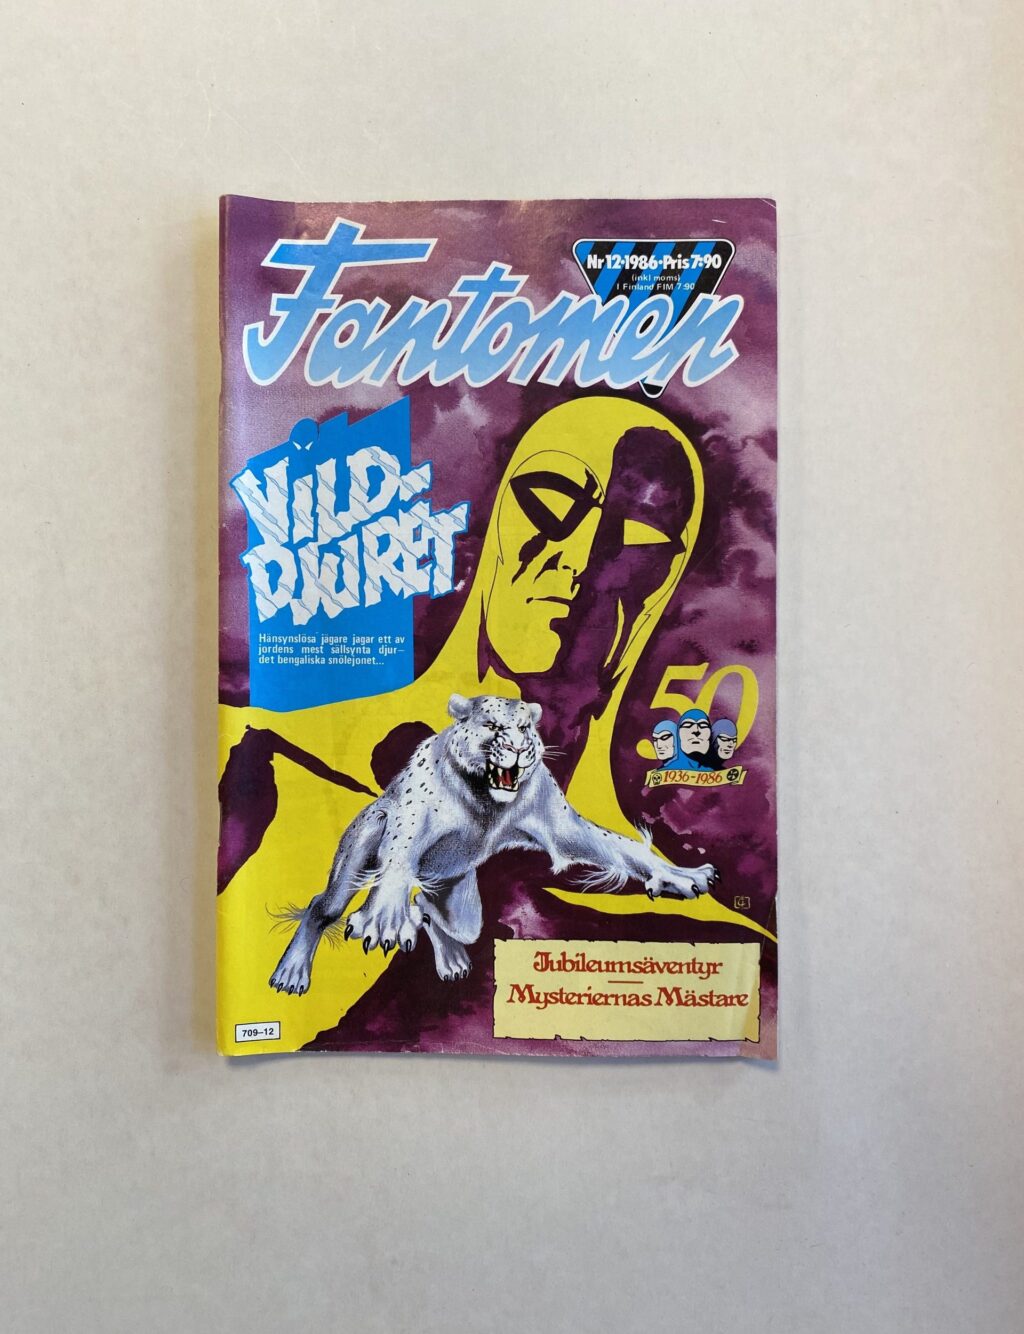 Fantomen
Nr 12•1986•Pris 7:90
(inkl moms)
I Finland FIM 7:90
VILD-
DJURET
Hänsynslösa jägare jagar ett av
jordens mest sällsynta djur—
det bengaliska snölejonet...
50
1936-1986
Jubileumsäventyr
Mysteriernas Mästare
709–12